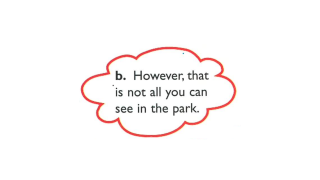 b. However, that
is not all you can
see in the park.